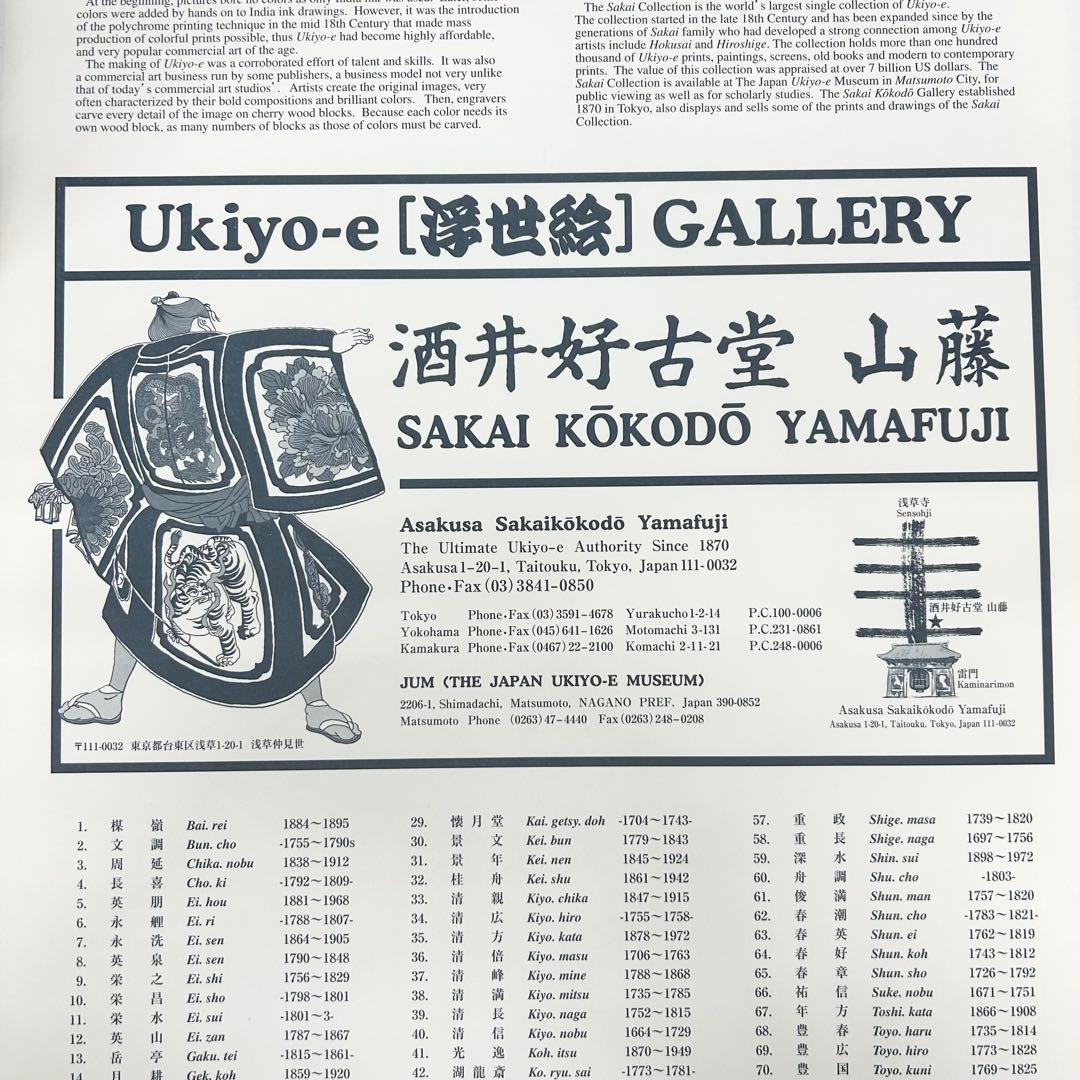 At the beginning, pictures bore no colors as only India ink was used. Later, some
colors were added by hands on to India ink drawings. However, it was the introduction
of the polychrome printing technique in the mid 18th Century that made mass
production of colorful prints possible, thus Ukiyo-e had become highly affordable,
and very popular commercial art of the age.
The making of Ukiyo-e was a corroborated effort of talent and skills. It was also
a commercial art business run by some publishers, a business model not very unlike
that of today's commercial art studios'. Artists create the original images, very
often characterized by their bold compositions and brilliant colors. Then, engravers
carve every detail of the image on cherry wood blocks. Because each color needs its
own wood block, as many numbers of blocks as those of colors must be carved.
The Sakai Collection is the world's largest single collection of Ukiyo-e.
The collection started in the late 18th Century and has been expanded since by the
generations of Sakai family who had developed a strong connection among Ukiyo-e
artists include Hokusai and Hiroshige. The collection holds more than one hundred
thousand of Ukiyo-e prints, paintings, screens, old books and modern to contemporary
prints. The value of this collection was appraised at over 7 billion US dollars. The
Sakai Collection is available at The Japan Ukiyo-e Museum in Matsumoto City, for
public viewing as well as for scholarly studies. The Sakai Kōkodō Gallery established
1870 in Tokyo, also displays and sells some of the prints and drawings of the Sakai
Collection.
Ukiyo-e [浮世絵] GALLERY
酒井好古堂 山藤
SAKAI KŌKODŌ YAMAFUJI
Asakusa Sakaikōkodō Yamafuji
The Ultimate Ukiyo-e Authority Since 1870
Asakusa1-20-1, Taitouku, Tokyo, Japan 111-0032
Phone・Fax (03) 3841-0850
Tokyo Phone・Fax (03) 3591-4678 Yurakucho1-2-14 P.C.100-0006
Yokohama Phone・Fax (045) 641-1626 Motomachi 3-131 P.C.231-0861
Kamakura Phone・Fax (0467) 22-2100 Komachi 2-11-21 P.C.248-0006
JUM〈THE JAPAN UKIYO-E MUSEUM〉
2206-1, Shimadachi, Matsumoto, NAGANO PREF. Japan 390-0852
Matsumoto Phone (0263) 47-4440 Fax (0263) 248-0208
浅草寺
Sensohji
酒井好古堂 山藤
雷門
Kaminarimon
Asakusa Sakaikōkodō Yamafuji
Asakusa 1-20-1, Taitouku, Tokyo, Japan 111-0032
〒111-0032 東京都台東区浅草1-20-1 浅草仲見世
1. 楳嶺 Bai. rei 1884〜1895
2. 文調 Bun. cho -1755〜1790s
3. 周延 Chika. nobu 1838〜1912
4. 長喜 Cho. ki -1792〜1809-
5. 英朋 Ei. hou 1881〜1968
6. 永鯉 Ei. ri -1788〜1807-
7. 永洗 Ei. sen 1864〜1905
8. 英泉 Ei. sen 1790〜1848
9. 栄之 Ei. shi 1756〜1829
10. 栄昌 Ei. sho -1798〜1801
11. 栄水 Ei. sui -1801〜3-
12. 英山 Ei. zan 1787〜1867
13. 岳亭 Gaku. tei -1815〜1861-
14. 月耕 Gek. koh 1859〜1920
29. 懐月堂 Kai. getsy. doh -1704〜1743-
30. 景文 Kei. bun 1779〜1843
31. 景年 Kei. nen 1845〜1924
32. 桂舟 Kei. shu 1861〜1942
33. 清親 Kiyo. chika 1847〜1915
34. 清広 Kiyo. hiro -1755〜1758-
35. 清方 Kiyo. kata 1878〜1972
36. 清倍 Kiyo. masu 1706〜1763
37. 清峰 Kiyo. mine 1788〜1868
38. 清満 Kiyo. mitsu 1735〜1785
39. 清長 Kiyo. naga 1752〜1815
40. 清信 Kiyo. nobu 1664〜1729
41. 光逸 Koh. itsu 1870〜1949
42. 湖龍斎 Ko. ryu. sai -1773〜1781-
57. 重政 Shige. masa 1739〜1820
58. 重長 Shige. naga 1697〜1756
59. 深水 Shin. sui 1898〜1972
60. 舟調 Shu. cho -1803-
61. 俊満 Shun. man 1757〜1820
62. 春潮 Shun. cho -1783〜1821-
63. 春英 Shun. ei 1762〜1819
64. 春好 Shun. koh 1743〜1812
65. 春章 Shun. sho 1726〜1792
66. 祐信 Suke. nobu 1671〜1751
67. 年方 Toshi. kata 1866〜1908
68. 豊春 Toyo. haru 1735〜1814
69. 豊広 Toyo. hiro 1773〜1828
70. 豊国 Toyo. kuni 1769〜1825